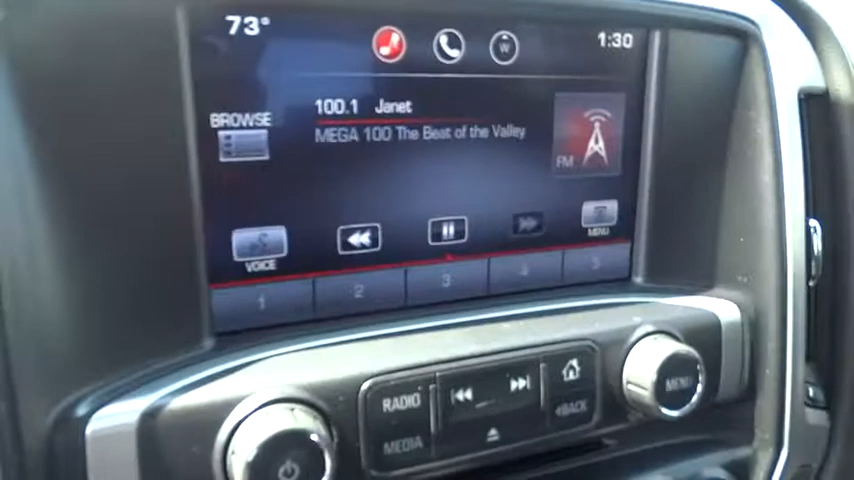 73°
W
1:30
100.1 Janet
MEGA 100 The Beat of the Valley
BROWSE
FM
VOICE
MENU
1 2 3 4 5
RADIO
MEDIA
BACK
MENU